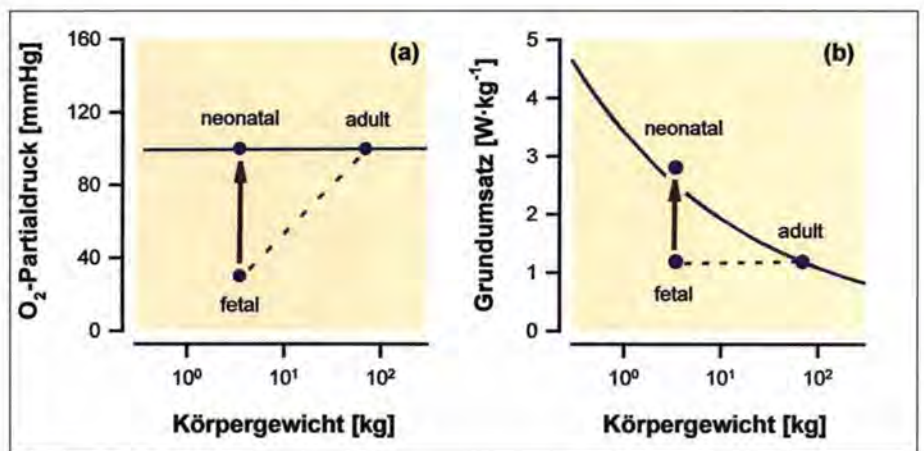 O₂-Partialdruck [mmHg]
160
120
80
40
0
(a)
neonatal
adult
fetal
10⁰
10¹
10²
Körpergewicht [kg]
Grundumsatz [W·kg⁻¹]
5
4
3
2
1
0
(b)
neonatal
adult
fetal
10⁰
10¹
10²
Körpergewicht [kg]